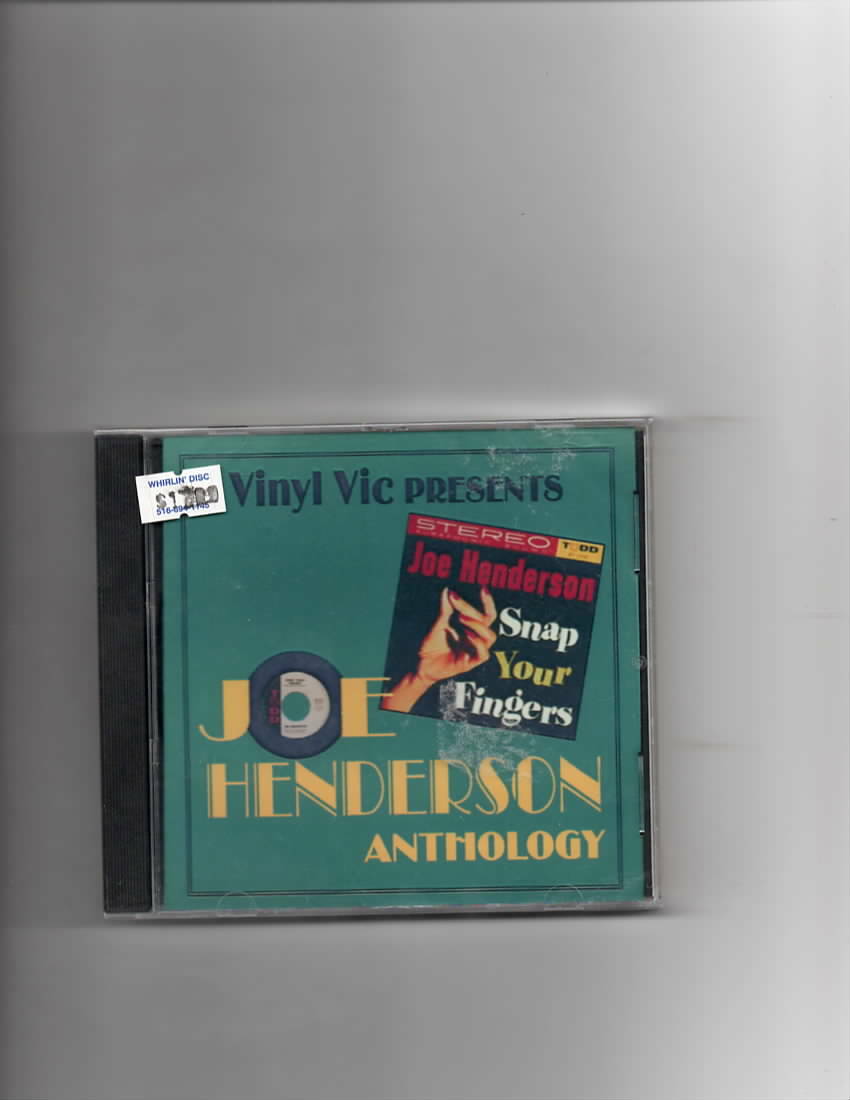 WHIRLIN' DISC
Vinyl Vic PRESENTS
STEREO
TODD
Joe Henderson
Snap
Your
Fingers
JOE
HENDERSON
ANTHOLOGY